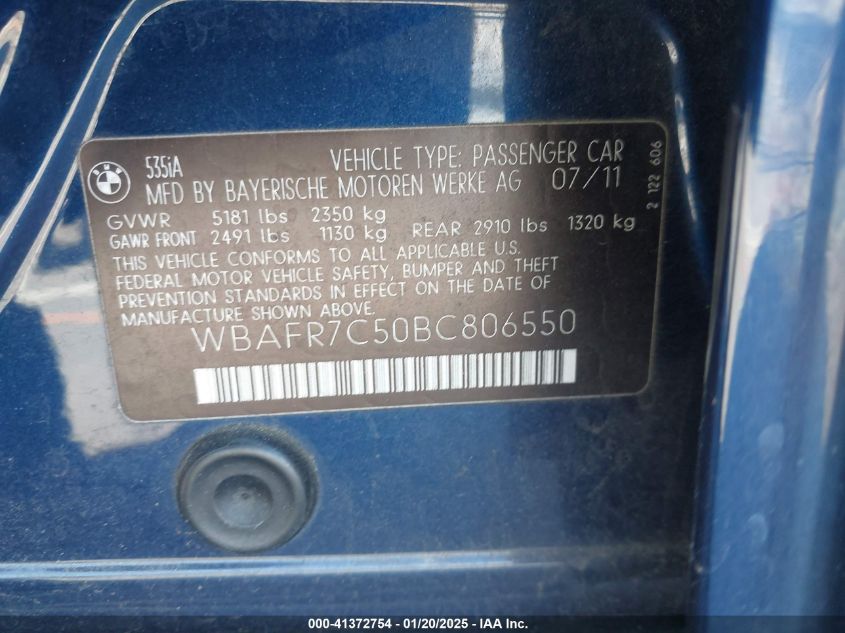 535iA VEHICLE TYPE: PASSENGER CAR
MFD BY BAYERISCHE MOTOREN WERKE AG 07/11
GVWR 5181 lbs 2350 kg
GAWR FRONT 2491 lbs 1130 kg REAR 2910 lbs 1320 kg
THIS VEHICLE CONFORMS TO ALL APPLICABLE U.S.
FEDERAL MOTOR VEHICLE SAFETY, BUMPER AND THEFT
PREVENTION STANDARDS IN EFFECT ON THE DATE OF
MANUFACTURE SHOWN ABOVE.
WBAFR7C50BC806550
2 122 606
000-41372754 - 01/20/2025 - IAA Inc.